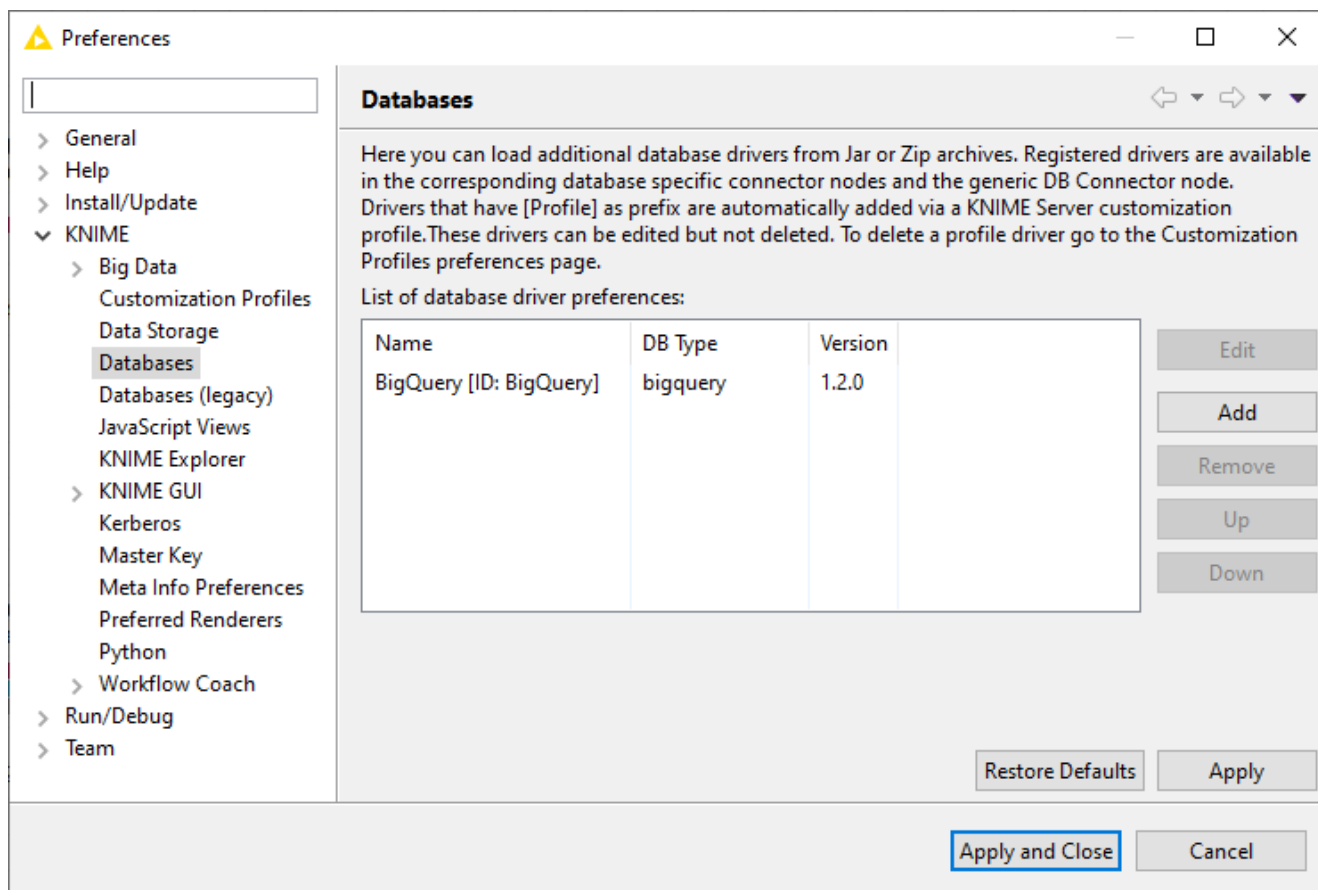 Preferences
General
Help
Install/Update
KNIME
Big Data
Customization Profiles
Data Storage
Databases
Databases (legacy)
JavaScript Views
KNIME Explorer
KNIME GUI
Kerberos
Master Key
Meta Info Preferences
Preferred Renderers
Python
Workflow Coach
Run/Debug
Team
Databases
Here you can load additional database drivers from Jar or Zip archives. Registered drivers are available
in the corresponding database specific connector nodes and the generic DB Connector node.
Drivers that have [Profile] as prefix are automatically added via a KNIME Server customization
profile.These drivers can be edited but not deleted. To delete a profile driver go to the Customization
Profiles preferences page.
List of database driver preferences:
Name DB Type Version
BigQuery [ID: BigQuery] bigquery 1.2.0
Edit
Add
Remove
Up
Down
Restore Defaults Apply
Apply and Close Cancel